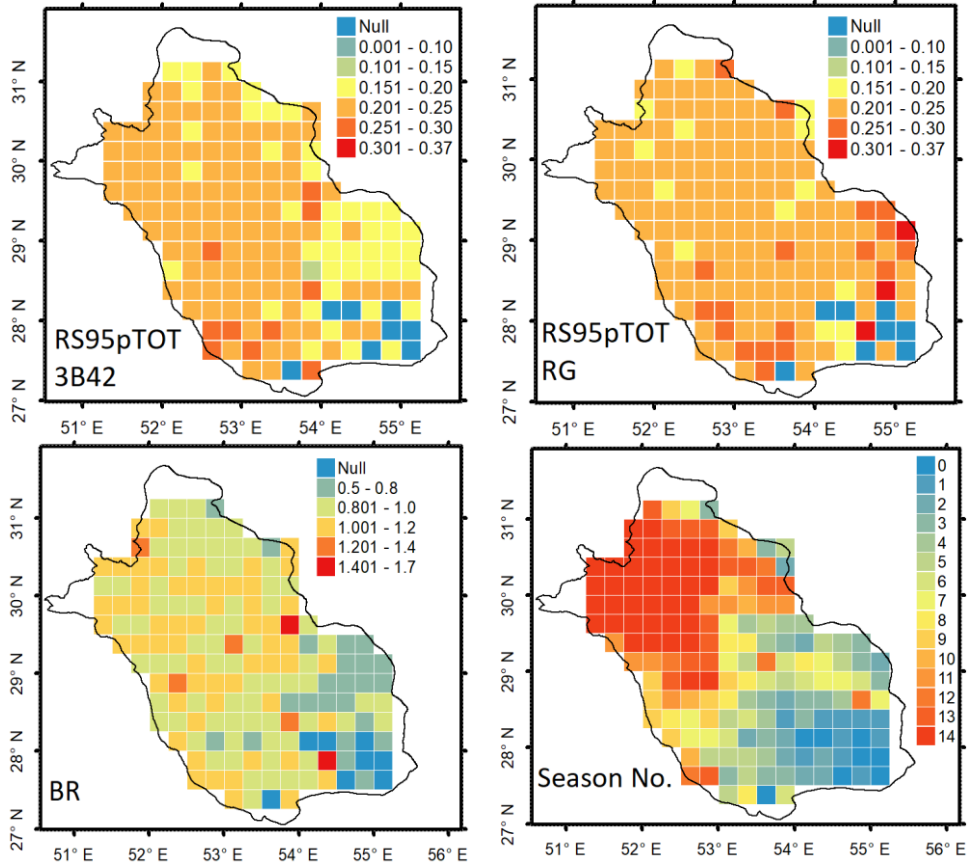 Null
0.001 - 0.10
0.101 - 0.15
0.151 - 0.20
0.201 - 0.25
0.251 - 0.30
0.301 - 0.37
31° N
30° N
29° N
28° N
27° N
RS95pTOT
3B42
51° E 52° E 53° E 54° E 55° E
Null
0.001 - 0.10
0.101 - 0.15
0.151 - 0.20
0.201 - 0.25
0.251 - 0.30
0.301 - 0.37
31° N
30° N
29° N
28° N
27° N
RS95pTOT
RG
51° E 52° E 53° E 54° E 55° E
Null
0.5 - 0.8
0.801 - 1.0
1.001 - 1.2
1.201 - 1.4
1.401 - 1.7
31° N
30° N
29° N
28° N
27° N
BR
51° E 52° E 53° E 54° E 55° E 56° E
0
1
2
3
4
5
6
7
8
9
10
11
12
13
14
31° N
30° N
29° N
28° N
27° N
Season No.
51° E 52° E 53° E 54° E 55° E 56° E